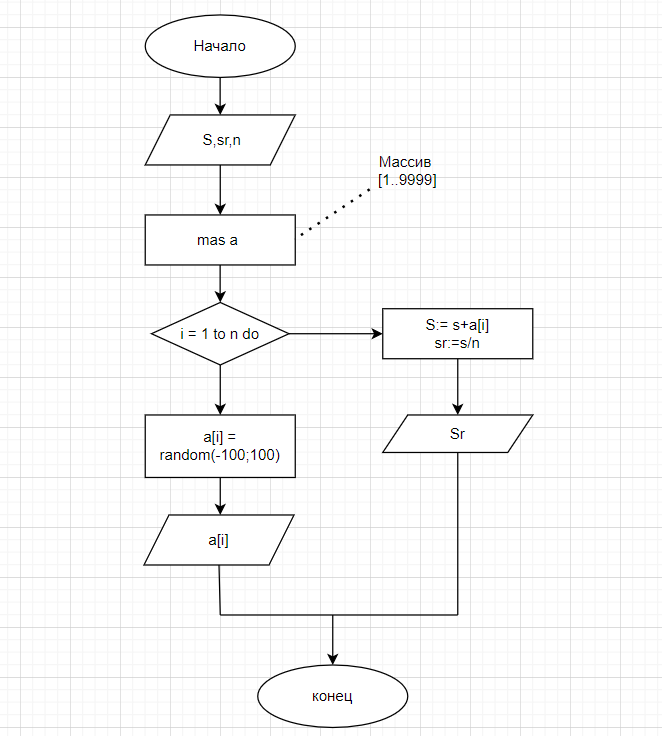 Начало
S,sr,n
Массив
[1..9999]
mas a
i = 1 to n do
S:= s+a[i]
sr:=s/n
a[i] =
random(-100;100)
Sr
a[i]
конец